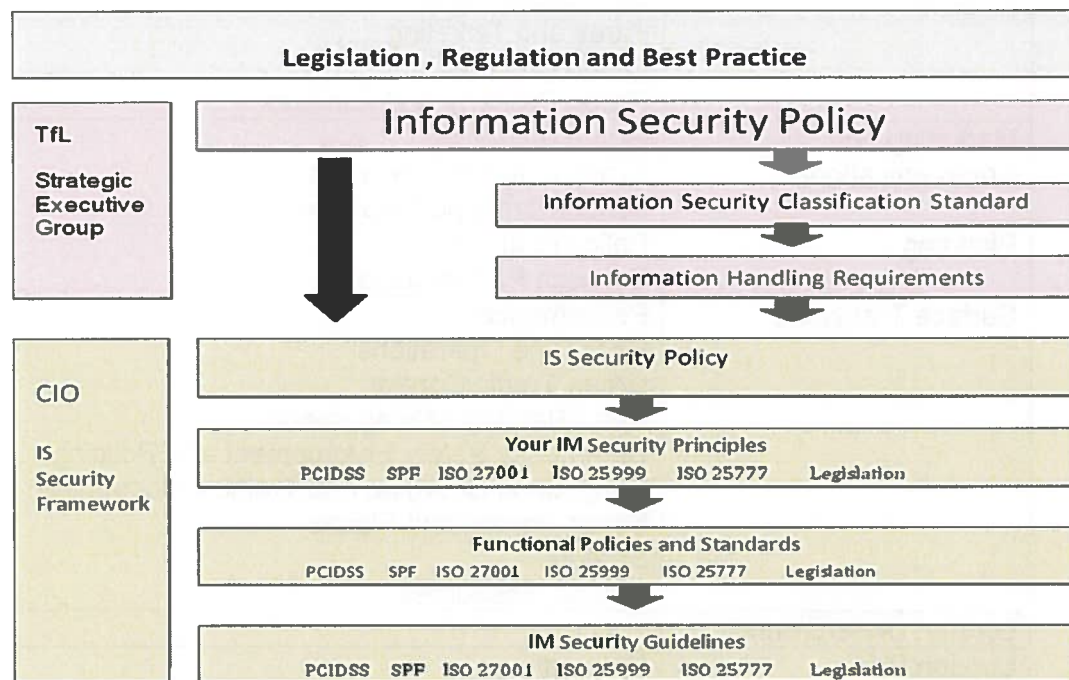 Legislation , Regulation and Best Practice
TfL
Strategic
Executive
Group
Information Security Policy
Information Security Classification Standard
Information Handling Requirements
CIO
IS
Security
Framework
IS Security Policy
Your IM Security Principles
PCIDSS SPF ISO 27001 ISO 25999 ISO 25777 Legislation
Functional Policies and Standards
PCIDSS SPF ISO 27001 ISO 25999 ISO 25777 Legislation
IM Security Guidelines
PCIDSS SPF ISO 27001 ISO 25999 ISO 25777 Legislation